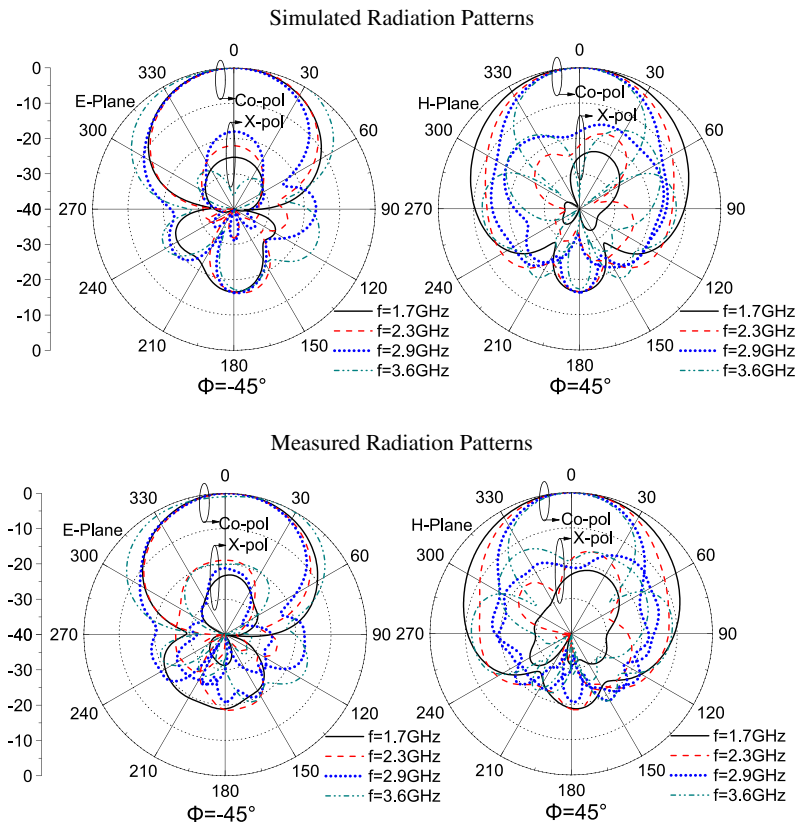 Simulated Radiation Patterns
0
-10
-20
-30
-40
-30
-20
-10
0
E-Plane
0
30
60
90
120
150
180
210
240
270
300
330
Co-pol
X-pol
f=1.7GHz
f=2.3GHz
f=2.9GHz
f=3.6GHz
Φ=-45°
H-Plane
0
30
60
90
120
150
180
210
240
270
300
330
Co-pol
X-pol
f=1.7GHz
f=2.3GHz
f=2.9GHz
f=3.6GHz
Φ=45°
Measured Radiation Patterns
0
-10
-20
-30
-40
-30
-20
-10
0
E-Plane
0
30
60
90
120
150
180
210
240
270
300
330
Co-pol
X-pol
f=1.7GHz
f=2.3GHz
f=2.9GHz
f=3.6GHz
Φ=-45°
H-Plane
0
30
60
90
120
150
180
210
240
270
300
330
Co-pol
X-pol
f=1.7GHz
f=2.3GHz
f=2.9GHz
f=3.6GHz
Φ=45°